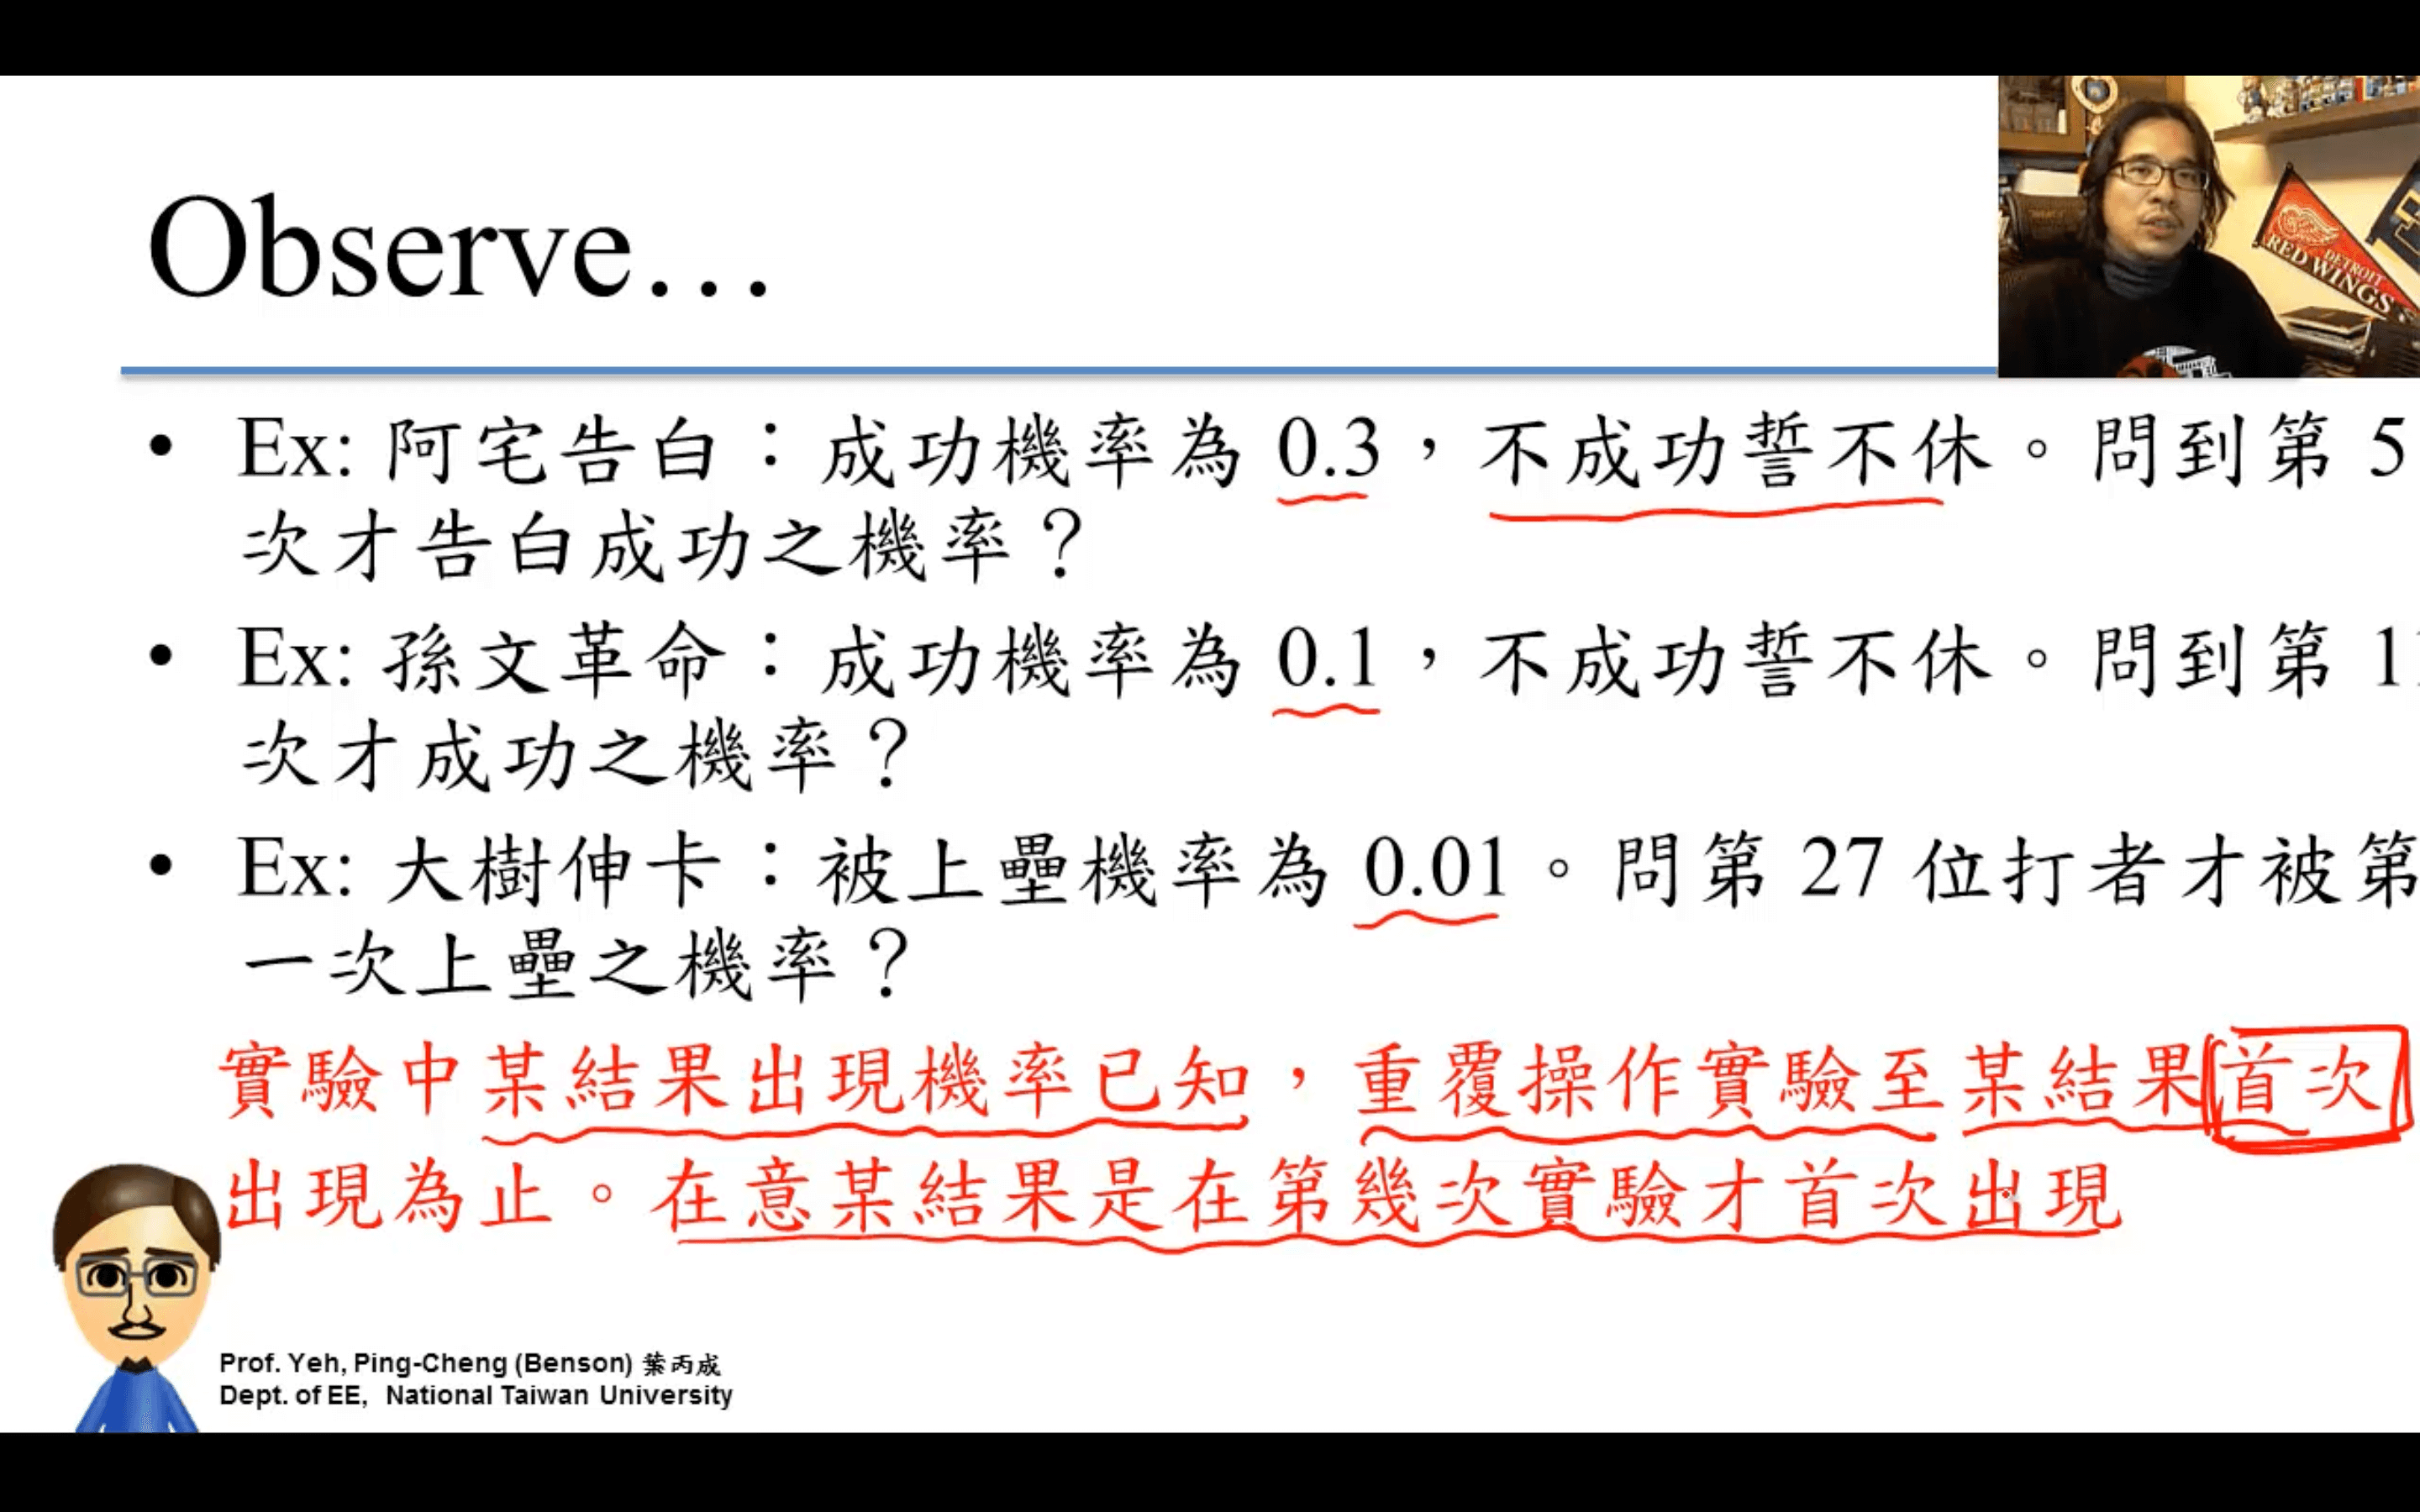 Observe...
DETROIT
RED WINGS
• Ex: 阿宅告白：成功機率為 0.3，不成功誓不休。問到第 5
次才告白成功之機率？
• Ex: 孫文革命：成功機率為 0.1，不成功誓不休。問到第 11
次才成功之機率？
• Ex: 大樹伸卡：被上壘機率為 0.01。問第 27 位打者才被第
一次上壘之機率？
實驗中某結果出現機率已知，重覆操作實驗至某結果首次
出現為止。在意某結果是在第幾次實驗才首次出現
Prof. Yeh, Ping-Cheng (Benson) 葉丙成
Dept. of EE, National Taiwan University